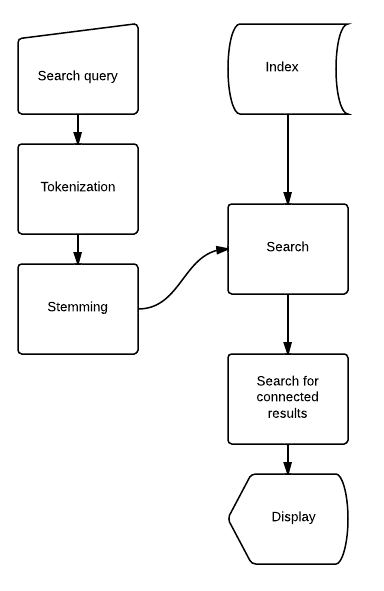 Search query
Index
Tokenization
Search
Stemming
Search for
connected
results
Display